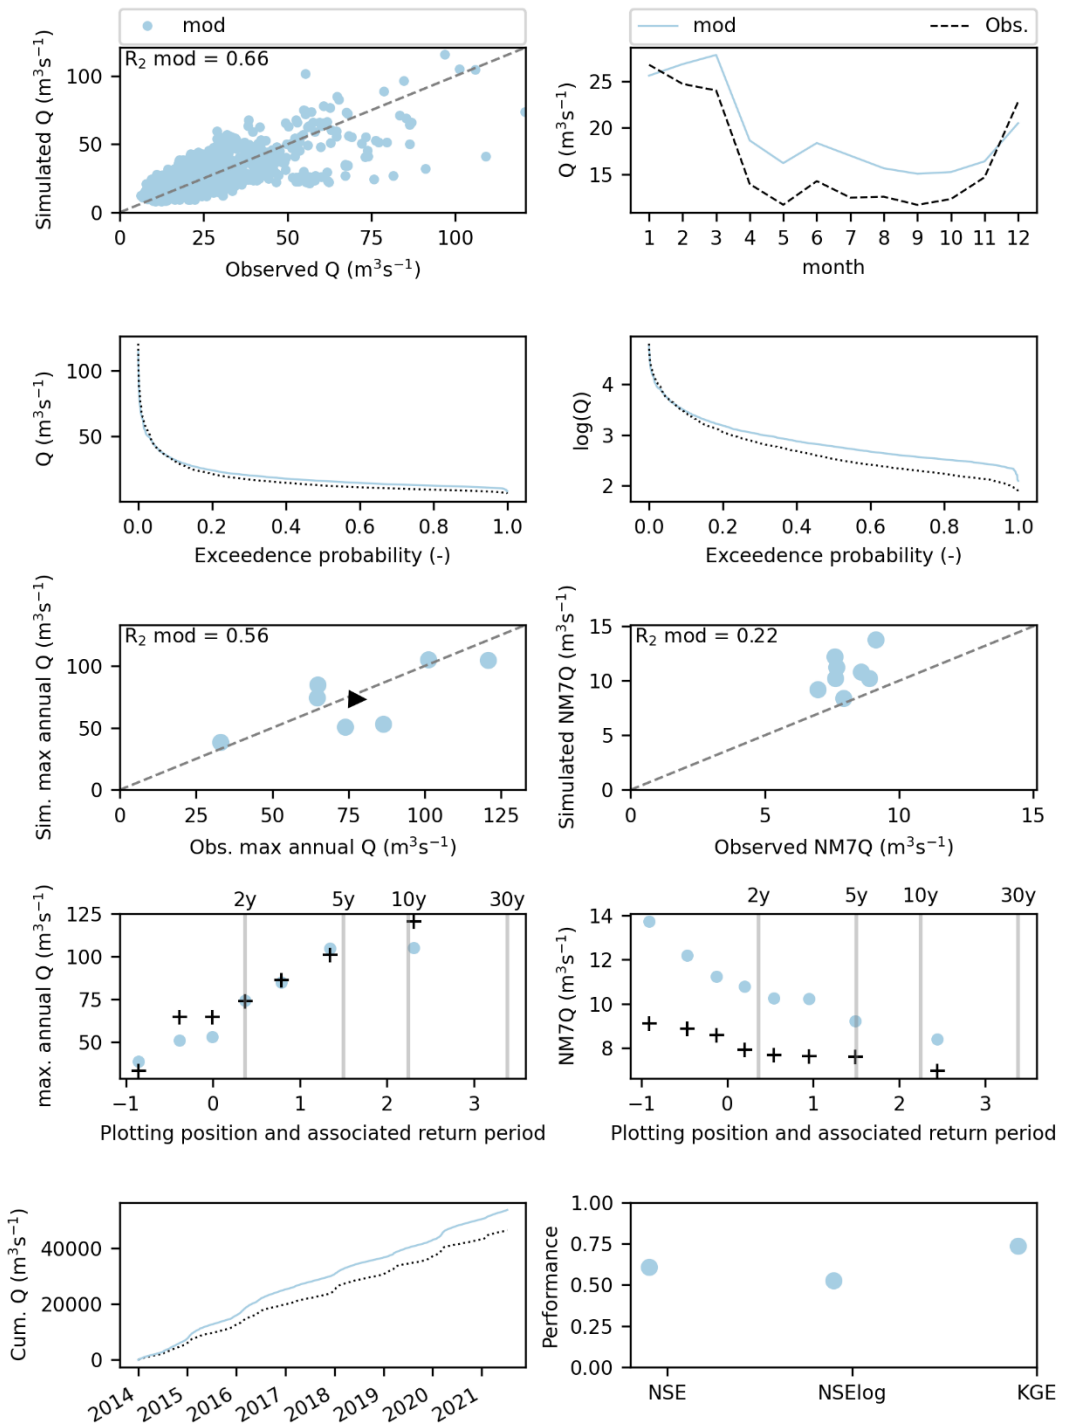 mod
R₂ mod = 0.66
Simulated Q (m³s⁻¹)
100
50
0
0 25 50 75 100
Observed Q (m³s⁻¹)
mod Obs.
Q (m³s⁻¹)
25
20
15
1 2 3 4 5 6 7 8 9 10 11 12
month
Q (m³s⁻¹)
100
50
0.0 0.2 0.4 0.6 0.8 1.0
Exceedence probability (-)
log(Q)
4
3
2
0.0 0.2 0.4 0.6 0.8 1.0
Exceedence probability (-)
R₂ mod = 0.56
Sim. max annual Q (m³s⁻¹)
100
50
0
0 25 50 75 100 125
Obs. max annual Q (m³s⁻¹)
R₂ mod = 0.22
Simulated NM7Q (m³s⁻¹)
15
10
5
0
0 5 10 15
Observed NM7Q (m³s⁻¹)
2y 5y 10y 30y
max. annual Q (m³s⁻¹)
125
100
75
50
−1 0 1 2 3
Plotting position and associated return period
2y 5y 10y 30y
NM7Q (m³s⁻¹)
14
12
10
8
−1 0 1 2 3
Plotting position and associated return period
Cum. Q (m³s⁻¹)
40000
20000
0
2014 2015 2016 2017 2018 2019 2020 2021
Performance
1.00
0.75
0.50
0.25
0.00
NSE NSElog KGE